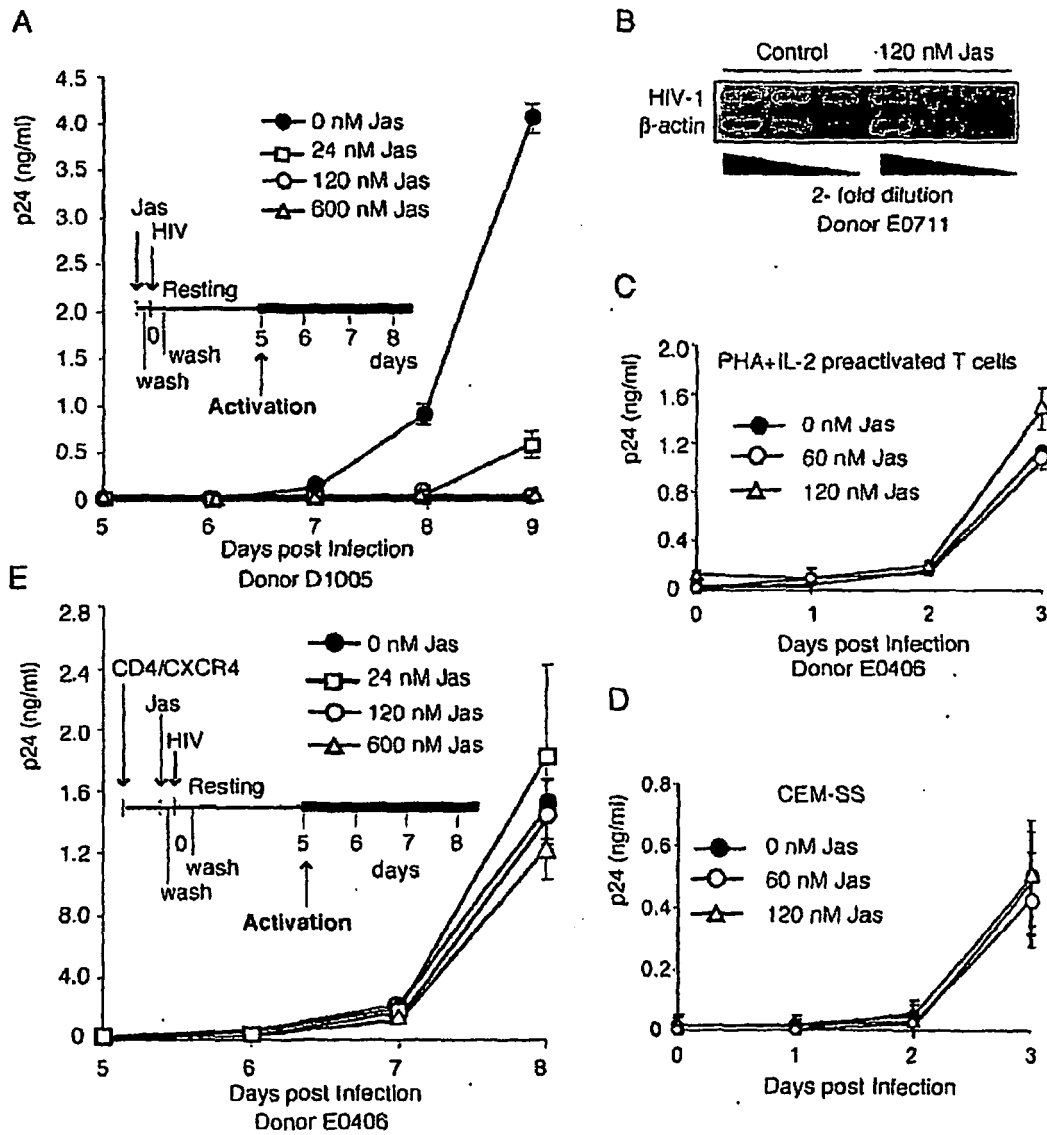 A
4.5
4.0
3.5
3.0
2.5
2.0
1.5
1.0
0.5
0
p24 (ng/ml)
0 nM Jas
24 nM Jas
120 nM Jas
600 nM Jas
Jas
HIV
Resting
0
5
6
7
8
wash
days
wash
Activation
5
6
7
8
9
Days post Infection
Donor D1005
B
Control
120 nM Jas
HIV-1
β-actin
2- fold dilution
Donor E0711
C
2.0
1.6
1.2
0.8
0.4
0
p24 (ng/ml)
PHA+IL-2 preactivated T cells
0 nM Jas
60 nM Jas
120 nM Jas
0
1
2
3
Days post Infection
Donor E0406
E
2.8
2.4
2.0
1.6
1.2
8.0
4.0
0
p24 (ng/ml)
0 nM Jas
24 nM Jas
120 nM Jas
600 nM Jas
CD4/CXCR4
Jas
HIV
Resting
0
5
6
7
8
wash
days
wash
Activation
5
6
7
8
Days post Infection
Donor E0406
D
0.8
0.6
0.4
0.2
0
p24 (ng/ml)
CEM-SS
0 nM Jas
60 nM Jas
120 nM Jas
0
1
2
3
Days post Infection